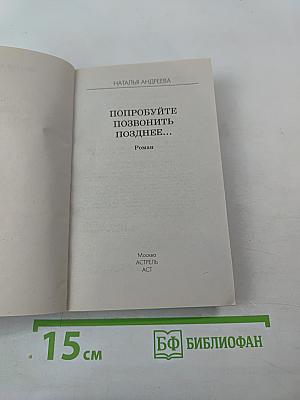 НАТАЛЬЯ АНДРЕЕВА
ПОПРОБУЙТЕ
ПОЗВОНИТЬ
ПОЗДНЕЕ...
Роман
Москва
АСТРЕЛЬ
АСТ
15 см
БФ БИБЛИОФАН